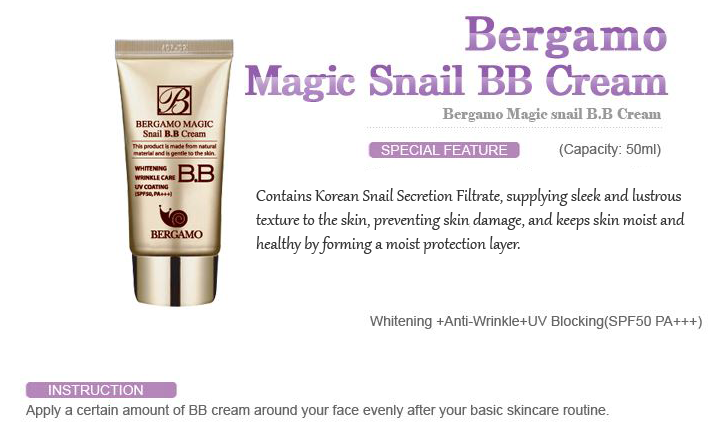 Bergamo
Magic Snail BB Cream
Bergamo Magic snail B.B Cream
SPECIAL FEATURE
(Capacity: 50ml)
B
BERGAMO MAGIC
Snail B.B Cream
This product is made from natural
material and is gentle to the skin.
WHITENING
WRINKLE CARE B.B
UV COATING
(SPF50, PA+++)
BERGAMO
Contains Korean Snail Secretion Filtrate, supplying sleek and lustrous
texture to the skin, preventing skin damage, and keeps skin moist and
healthy by forming a moist protection layer.
Whitening +Anti-Wrinkle+UV Blocking(SPF50 PA+++)
INSTRUCTION
Apply a certain amount of BB cream around your face evenly after your basic skincare routine.